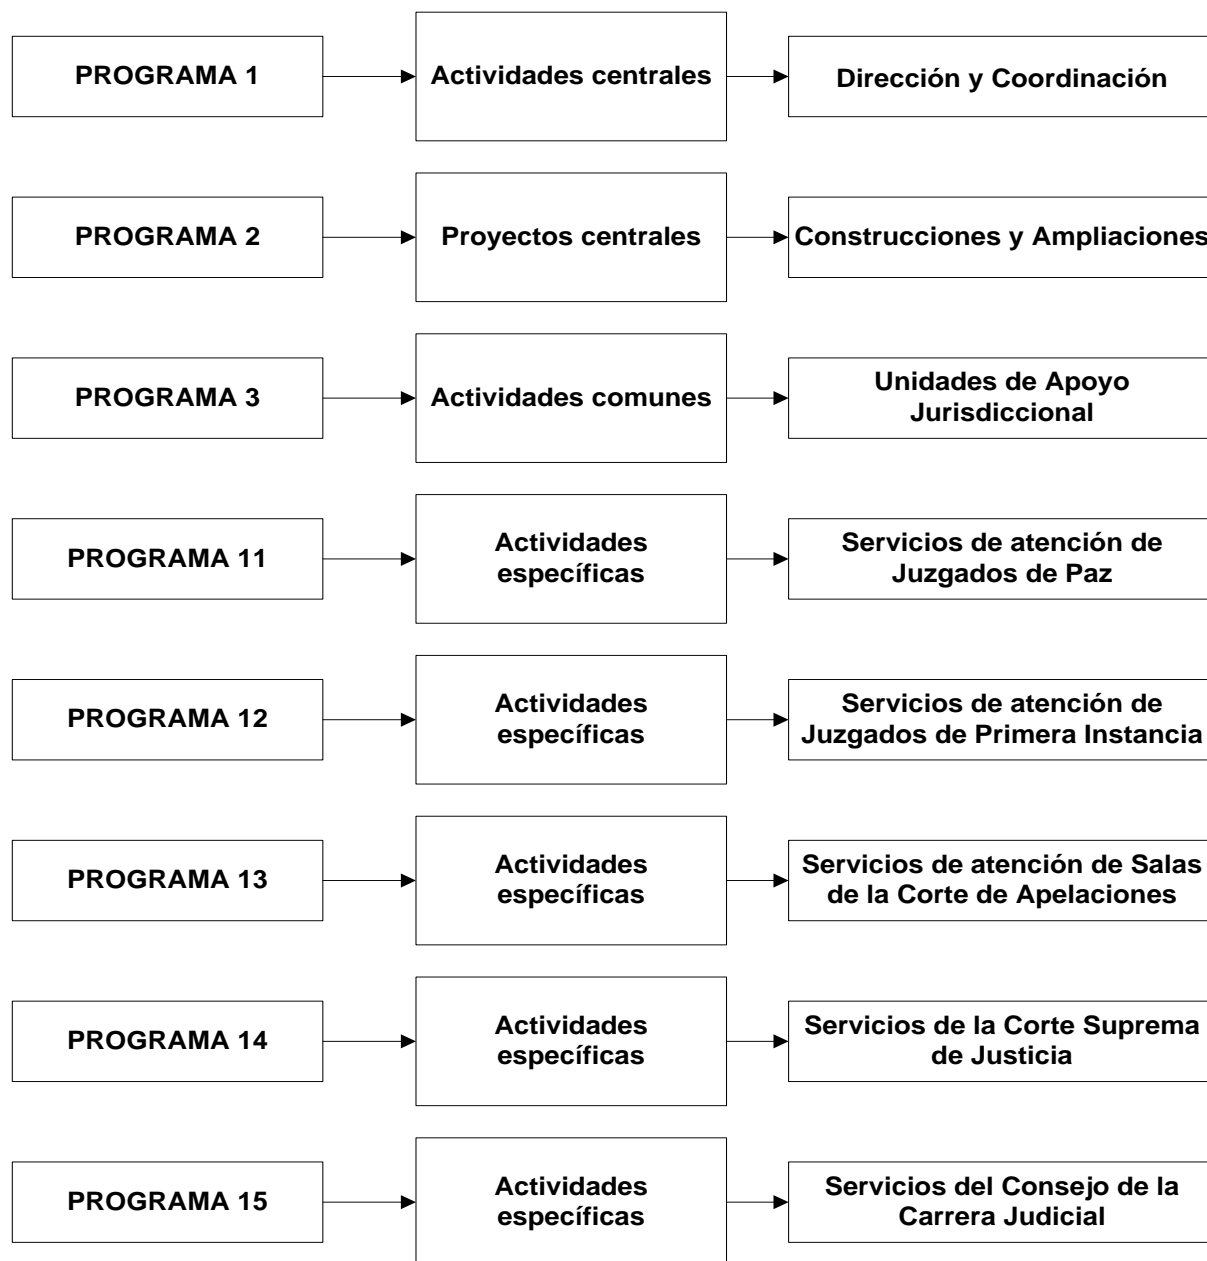 PROGRAMA 1
Actividades centrales
Dirección y Coordinación
PROGRAMA 2
Proyectos centrales
Construcciones y Ampliaciones
PROGRAMA 3
Actividades comunes
Unidades de Apoyo
Jurisdiccional
PROGRAMA 11
Actividades
específicas
Servicios de atención de
Juzgados de Paz
PROGRAMA 12
Actividades
específicas
Servicios de atención de
Juzgados de Primera Instancia
PROGRAMA 13
Actividades
específicas
Servicios de atención de Salas
de la Corte de Apelaciones
PROGRAMA 14
Actividades
específicas
Servicios de la Corte Suprema
de Justicia
PROGRAMA 15
Actividades
específicas
Servicios del Consejo de la
Carrera Judicial